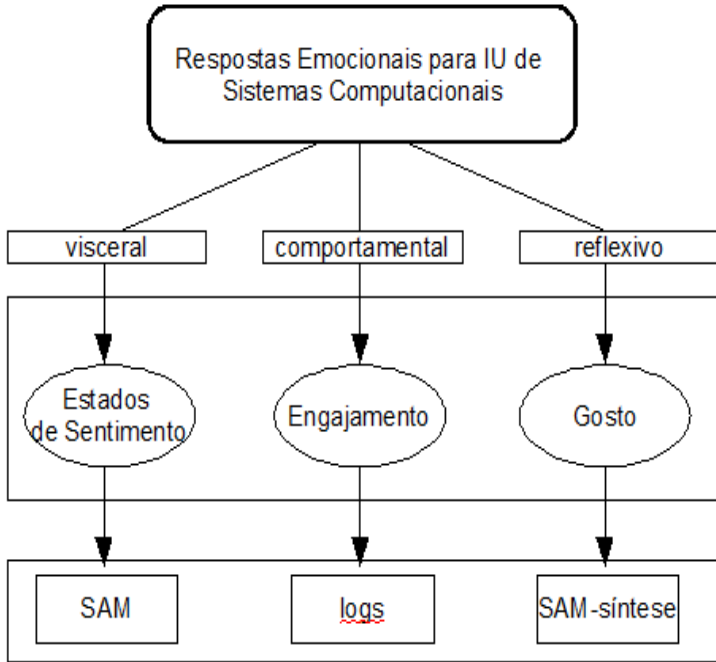 Respostas Emocionais para IU de
Sistemas Computacionais
visceral
comportamental
reflexivo
Estados
de Sentimento
Engajamento
Gosto
SAM
logs
SAM-síntese